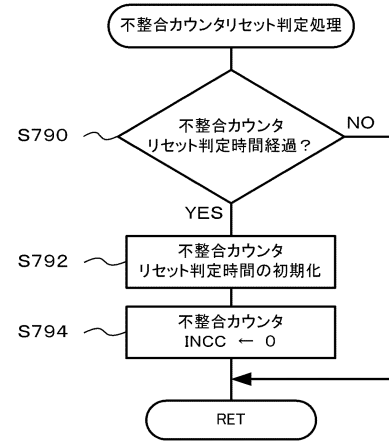 不整合カウンタリセット判定処理
S790
不整合カウンタ
リセット判定時間経過？
NO
YES
S792
不整合カウンタ
リセット判定時間の初期化
S794
不整合カウンタ
INCC ← 0
RET